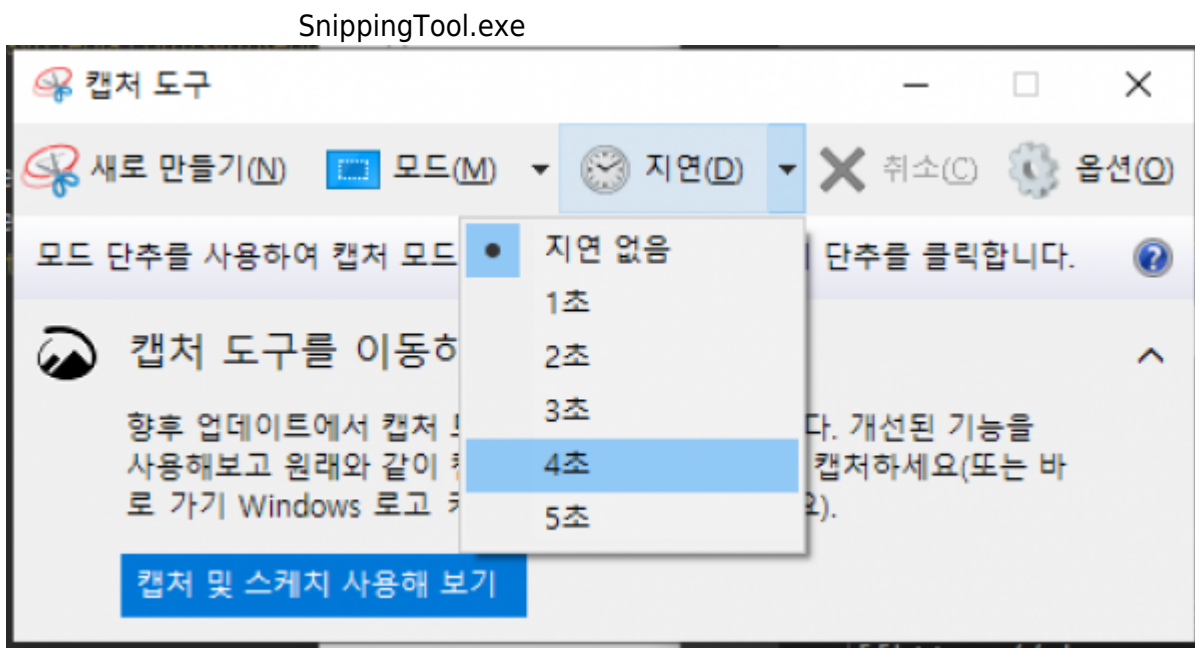 SnippingTool.exe
캡처 도구
새로 만들기(N) 모드(M) 지연(D) 취소(C) 옵션(O)
지연 없음
1초
2초
3초
4초
5초
모드 단추를 사용하여 캡처 모드 단추를 클릭합니다.
캡처 도구를 이동
향후 업데이트에서 캡처 다. 개선된 기능을
사용해보고 원래와 같이 캡처하세요(또는 바
로 가기 Windows 로고 요).
캡처 및 스케치 사용해 보기